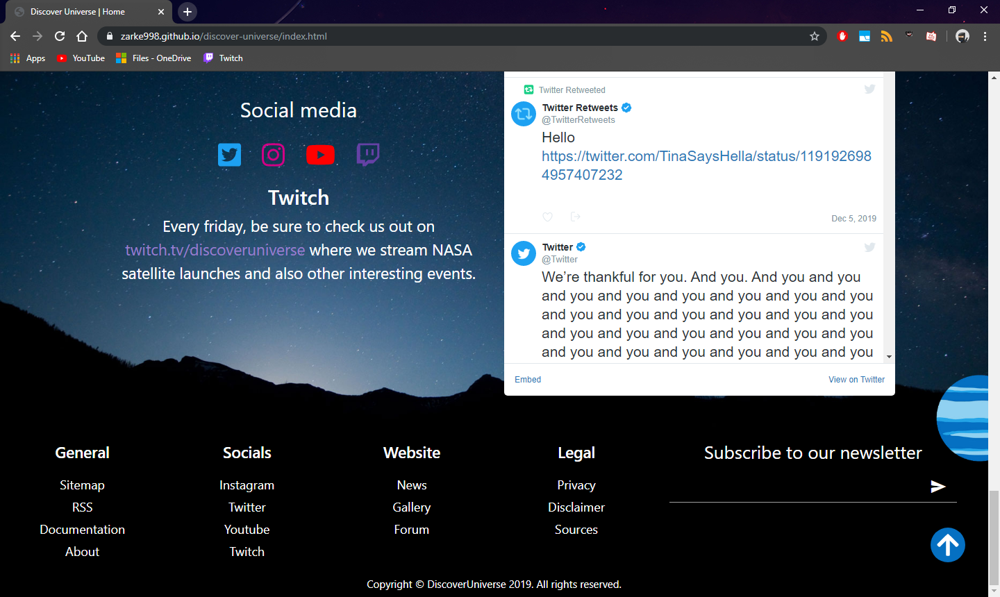 Discover Universe | Home
zarke998.github.io/discover-universe/index.html
Apps
YouTube
Files - OneDrive
Twitch
Social media
Twitch
Every friday, be sure to check us out on
twitch.tv/discoveruniverse where we stream NASA
satellite launches and also other interesting events.
Twitter Retweeted
Twitter Retweets
@TwitterRetweets
Hello
https://twitter.com/TinaSaysHella/status/119192698
4957407232
Dec 5, 2019
Twitter
@Twitter
We’re thankful for you. And you. And you and you
and you and you and you and you and you and you
and you and you and you and you and you and you
and you and you and you and you and you and you
and you and you and you and you and you and you
Embed
View on Twitter
General
Sitemap
RSS
Documentation
About
Socials
Instagram
Twitter
Youtube
Twitch
Website
News
Gallery
Forum
Legal
Privacy
Disclaimer
Sources
Subscribe to our newsletter
Copyright © DiscoverUniverse 2019. All rights reserved.